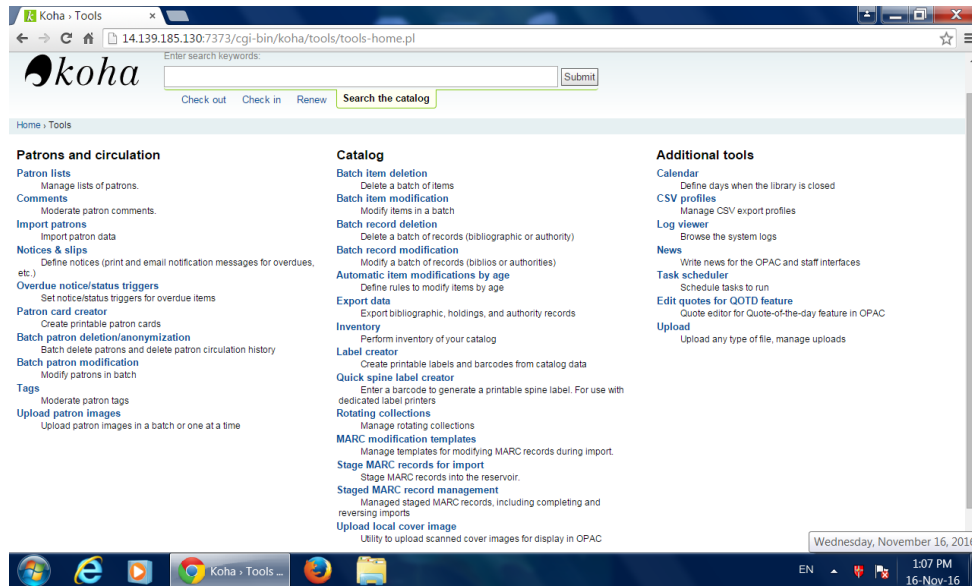 Koha › Tools
14.139.185.130:7373/cgi-bin/koha/tools/tools-home.pl
koha
Enter search keywords:
Submit
Check out Check in Renew Search the catalog
Home › Tools
Patrons and circulation
Patron lists
Manage lists of patrons.
Comments
Moderate patron comments.
Import patrons
Import patron data
Notices & slips
Define notices (print and email notification messages for overdues,
etc.)
Overdue notice/status triggers
Set notice/status triggers for overdue items
Patron card creator
Create printable patron cards
Batch patron deletion/anonymization
Batch delete patrons and delete patron circulation history
Batch patron modification
Modify patrons in batch
Tags
Moderate patron tags
Upload patron images
Upload patron images in a batch or one at a time
Catalog
Batch item deletion
Delete a batch of items
Batch item modification
Modify items in a batch
Batch record deletion
Delete a batch of records (bibliographic or authority)
Batch record modification
Modify a batch of records (biblios or authorities)
Automatic item modifications by age
Define rules to modify items by age
Export data
Export bibliographic, holdings, and authority records
Inventory
Perform inventory of your catalog
Label creator
Create printable labels and barcodes from catalog data
Quick spine label creator
Enter a barcode to generate a printable spine label. For use with
dedicated label printers
Rotating collections
Manage rotating collections
MARC modification templates
Manage templates for modifying MARC records during import.
Stage MARC records for import
Stage MARC records into the reservoir.
Staged MARC record management
Managed staged MARC records, including completing and
reversing imports
Upload local cover image
Utility to upload scanned cover images for display in OPAC
Additional tools
Calendar
Define days when the library is closed
CSV profiles
Manage CSV export profiles
Log viewer
Browse the system logs
News
Write news for the OPAC and staff interfaces
Task scheduler
Schedule tasks to run
Edit quotes for QOTD feature
Quote editor for Quote-of-the-day feature in OPAC
Upload
Upload any type of file, manage uploads
Wednesday, November 16, 2016
Koha › Tools ...
EN
1:07 PM
16-Nov-16